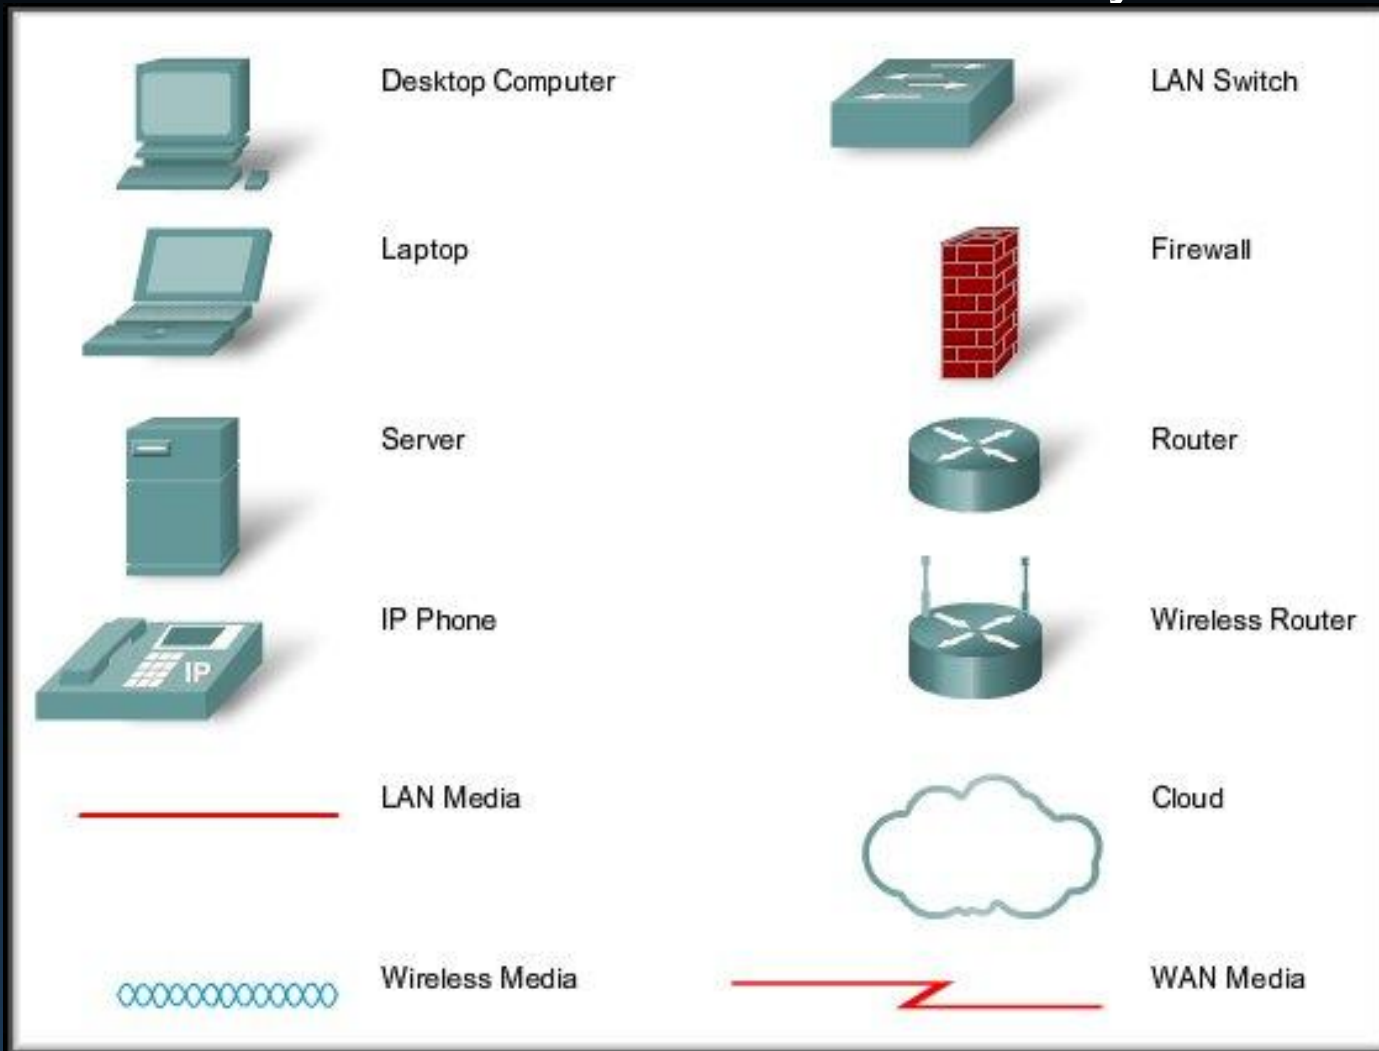 Desktop Computer
LAN Switch
Laptop
Firewall
Server
Router
IP Phone
IP
Wireless Router
LAN Media
Cloud
Wireless Media
WAN Media